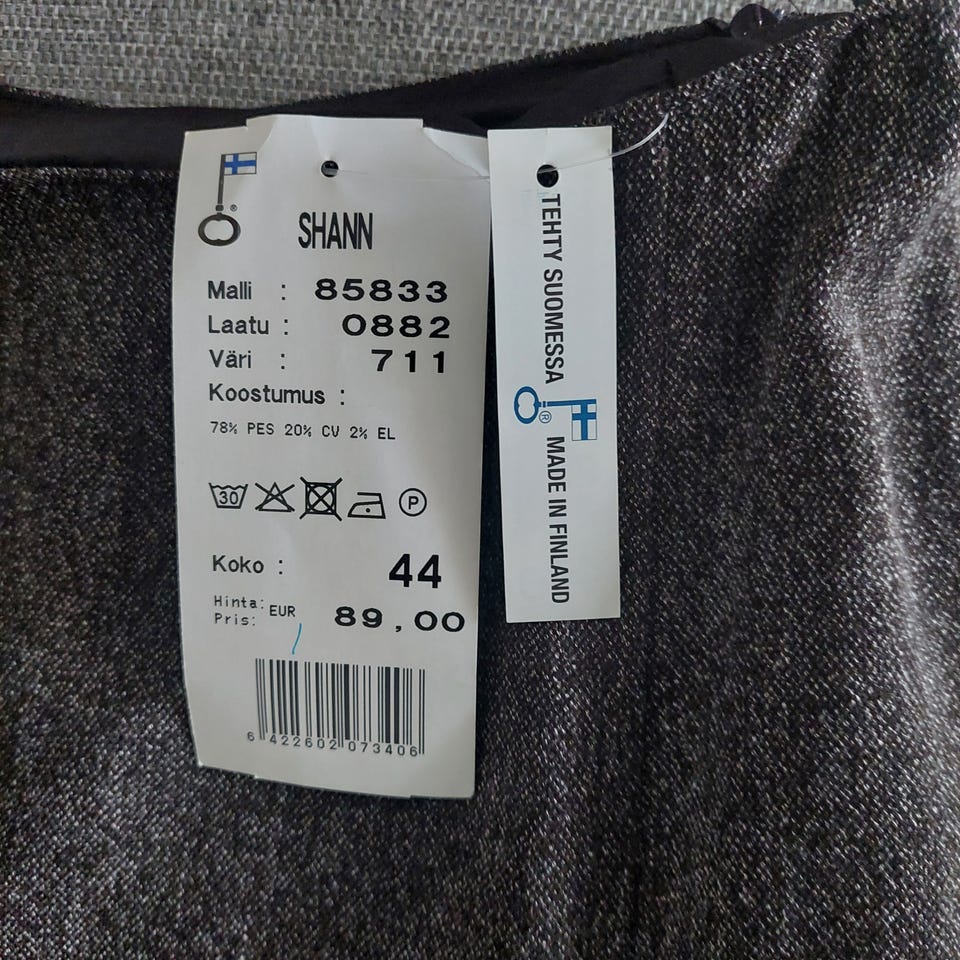 SHANN
Malli : 85833
Laatu : 0882
Väri : 711
Koostumus :
78% PES 20% CV 2% EL
30
P
Koko : 44
Hinta: EUR 89,00
Pris:
6 422602 073406
TEHTY SUOMESSA
MADE IN FINLAND